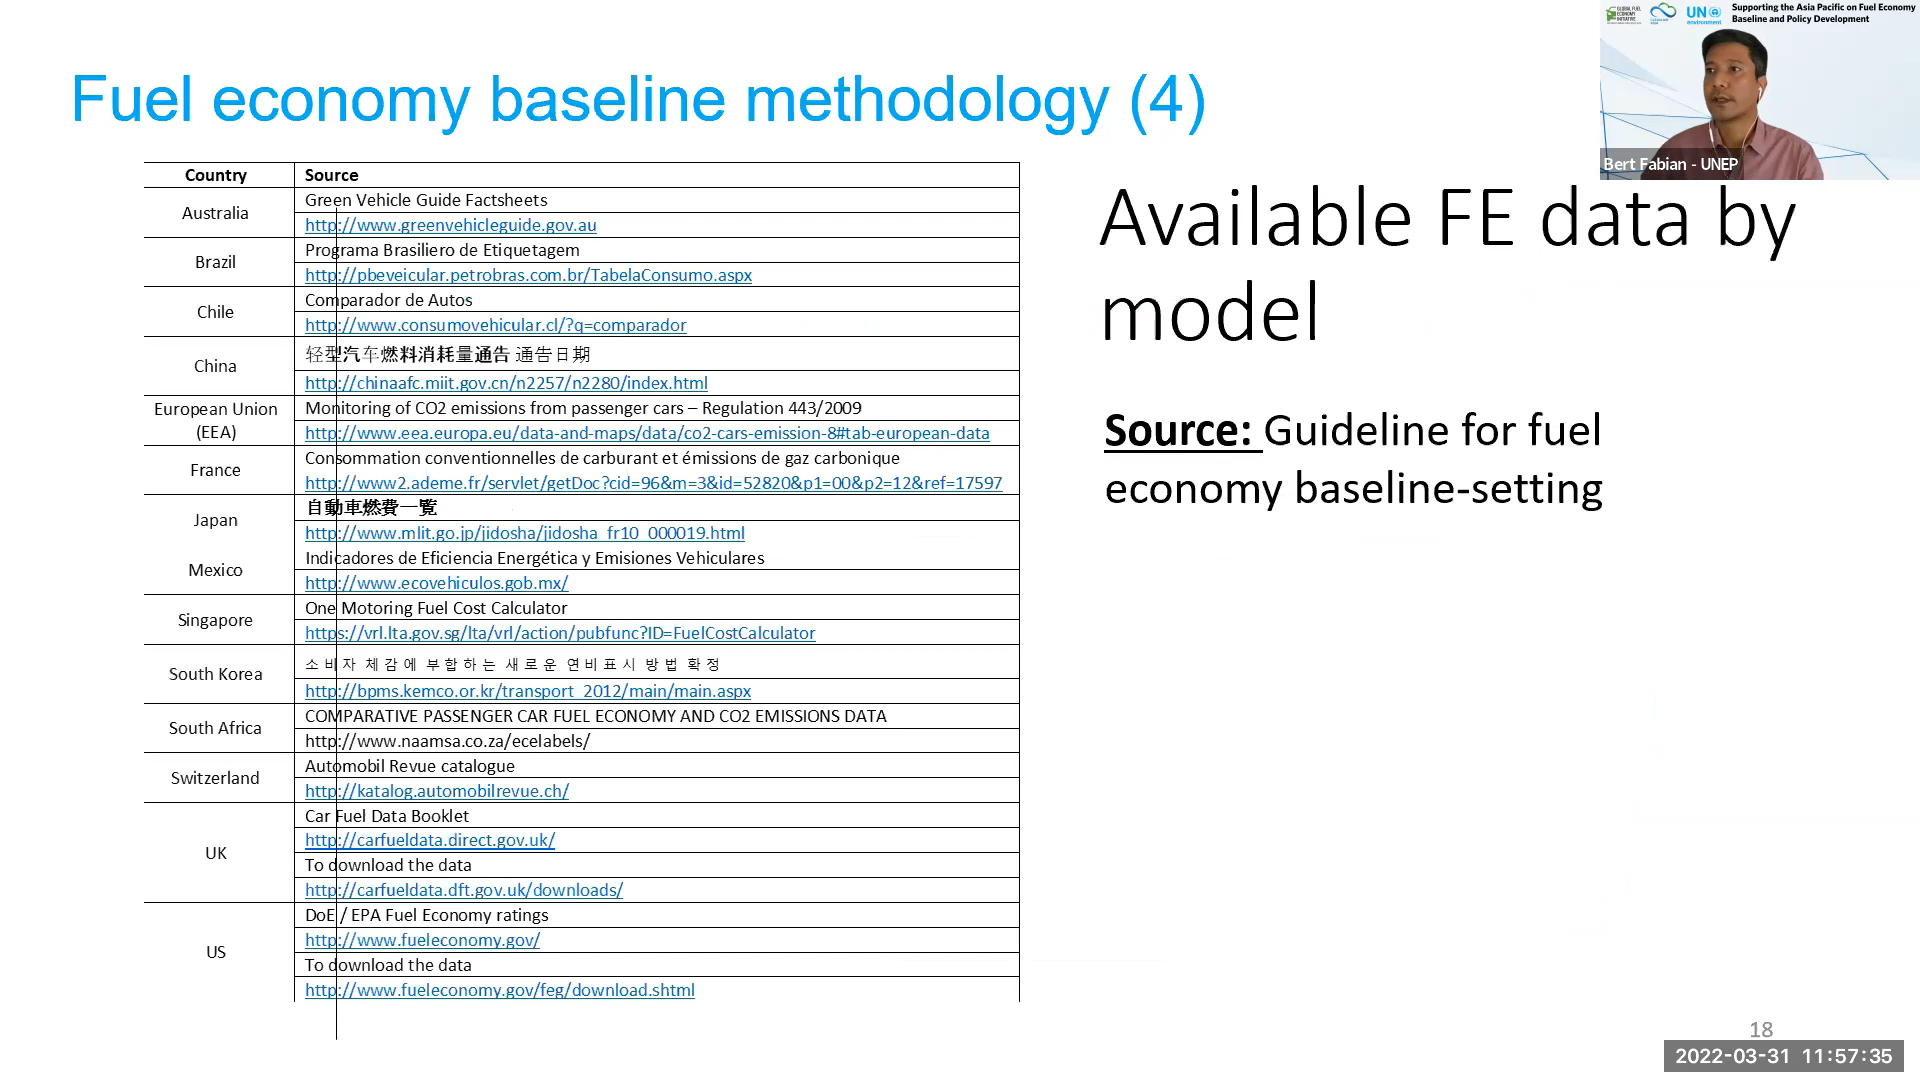 GLOBAL FUEL
ECONOMY
INITIATIVE
UN
environment
Supporting the Asia Pacific on Fuel Economy
Baseline and Policy Development
Bert Fabian - UNEP
Fuel economy baseline methodology (4)
Country Source
Australia
Green Vehicle Guide Factsheets
http://www.greenvehicleguide.gov.au
Brazil
Programa Brasiliero de Etiquetagem
http://pbeveicular.petrobras.com.br/TabelaConsumo.aspx
Chile
Comparador de Autos
http://www.consumovehicular.cl/?q=comparador
China
轻型汽车燃料消耗量通告 通告日期
http://chinaafc.miit.gov.cn/n2257/n2280/index.html
European Union
(EEA)
Monitoring of CO2 emissions from passenger cars – Regulation 443/2009
http://www.eea.europa.eu/data-and-maps/data/co2-cars-emission-8#tab-european-data
France
Consommation conventionnelles de carburant et émissions de gaz carbonique
http://www2.ademe.fr/servlet/getDoc?cid=96&m=3&id=52820&p1=00&p2=12&ref=17597
Japan
自動車燃費一覧
http://www.mlit.go.jp/jidosha/jidosha_fr10_000019.html
Mexico
Indicadores de Eficiencia Energética y Emisiones Vehiculares
http://www.ecovehiculos.gob.mx/
Singapore
One Motoring Fuel Cost Calculator
https://vrl.lta.gov.sg/lta/vrl/action/pubfunc?ID=FuelCostCalculator
South Korea
소비자 체감에 부합하는 새로운 연비표시 방법 확정
http://bpms.kemco.or.kr/transport_2012/main/main.aspx
South Africa
COMPARATIVE PASSENGER CAR FUEL ECONOMY AND CO2 EMISSIONS DATA
http://www.naamsa.co.za/ecelabels/
Switzerland
Automobil Revue catalogue
http://katalog.automobilrevue.ch/
UK
Car Fuel Data Booklet
http://carfueldata.direct.gov.uk/
To download the data
http://carfueldata.dft.gov.uk/downloads/
US
DoE / EPA Fuel Economy ratings
http://www.fueleconomy.gov/
To download the data
http://www.fueleconomy.gov/feg/download.shtml
Available FE data by
model
Source: Guideline for fuel
economy baseline-setting
18
2022-03-31 11:57:35